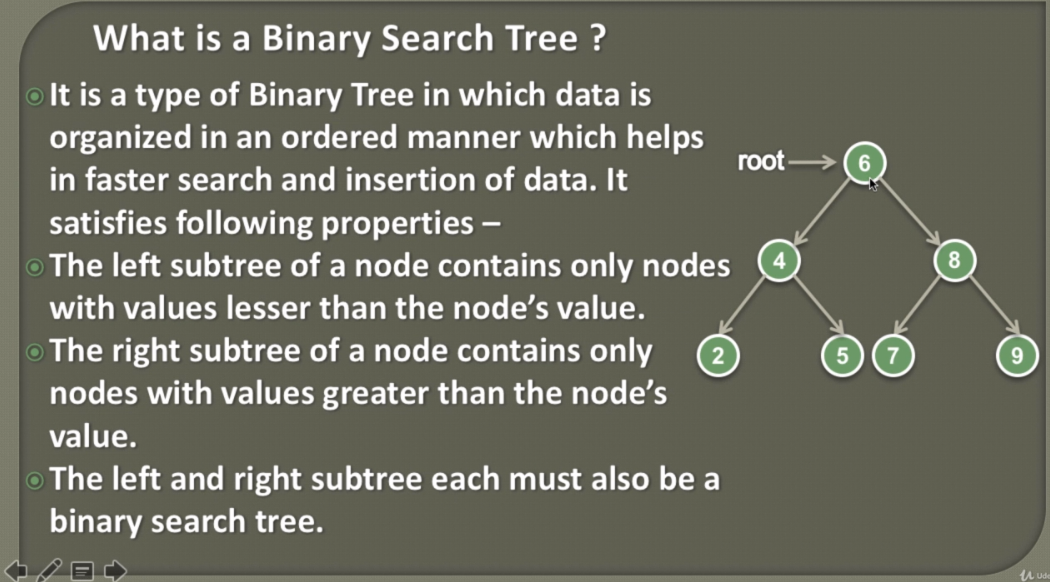 What is a Binary Search Tree ?
It is a type of Binary Tree in which data is
organized in an ordered manner which helps
in faster search and insertion of data. It
satisfies following properties –
The left subtree of a node contains only nodes
with values lesser than the node's value.
The right subtree of a node contains only
nodes with values greater than the node's
value.
The left and right subtree each must also be a
binary search tree.
root
6
4
8
2
5
7
9